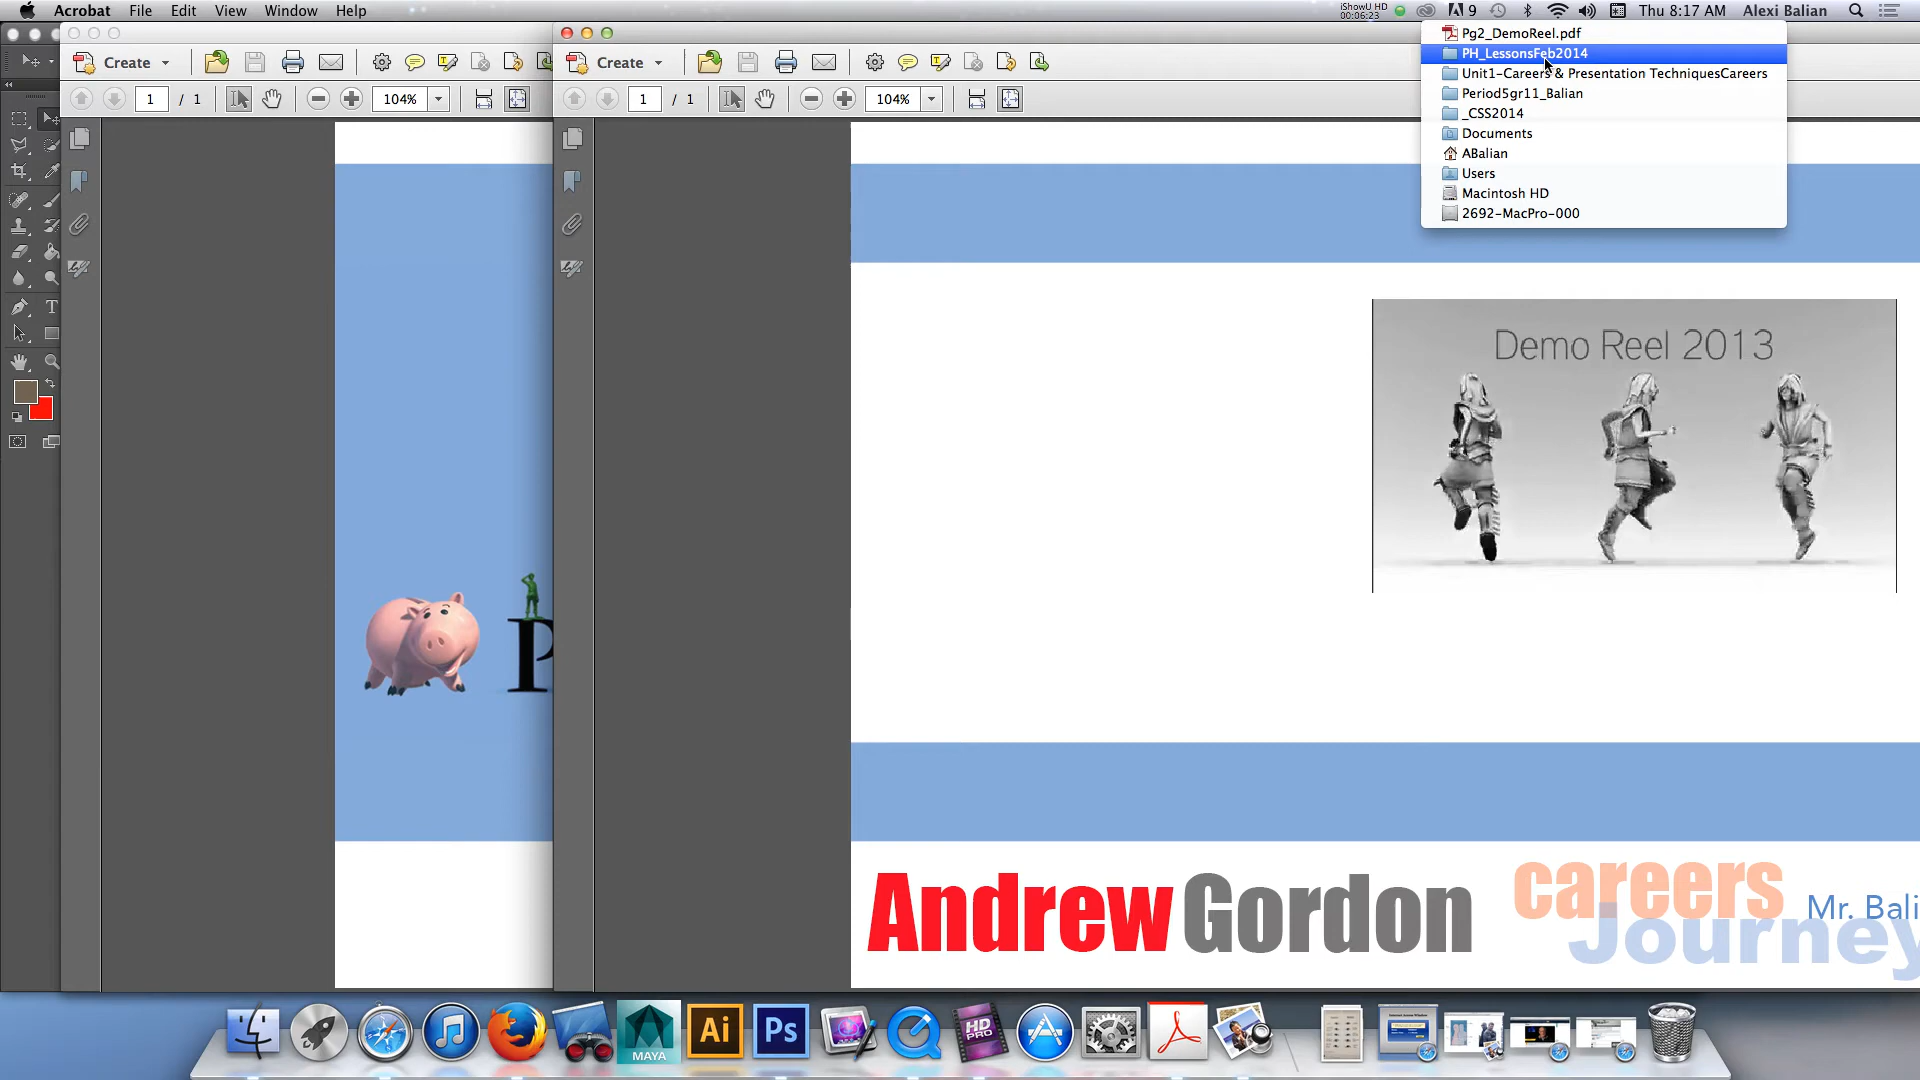 Acrobat File Edit View Window Help
iShowU HD
00:06:23
9
Thu 8:17 AM Alexi Balian
Pg2_DemoReel.pdf
PH_LessonsFeb2014
Unit1-Careers & Presentation TechniquesCareers
Period5gr11_Balian
_CSS2014
Documents
ABalian
Users
Macintosh HD
2692-MacPro-000
Create
1 / 1
104%
Create
1 / 1
104%
T
Demo Reel 2013
P
Andrew Gordon
careers
Journey
Mr. Bali
MAYA
Ai
Ps
HD
PRO